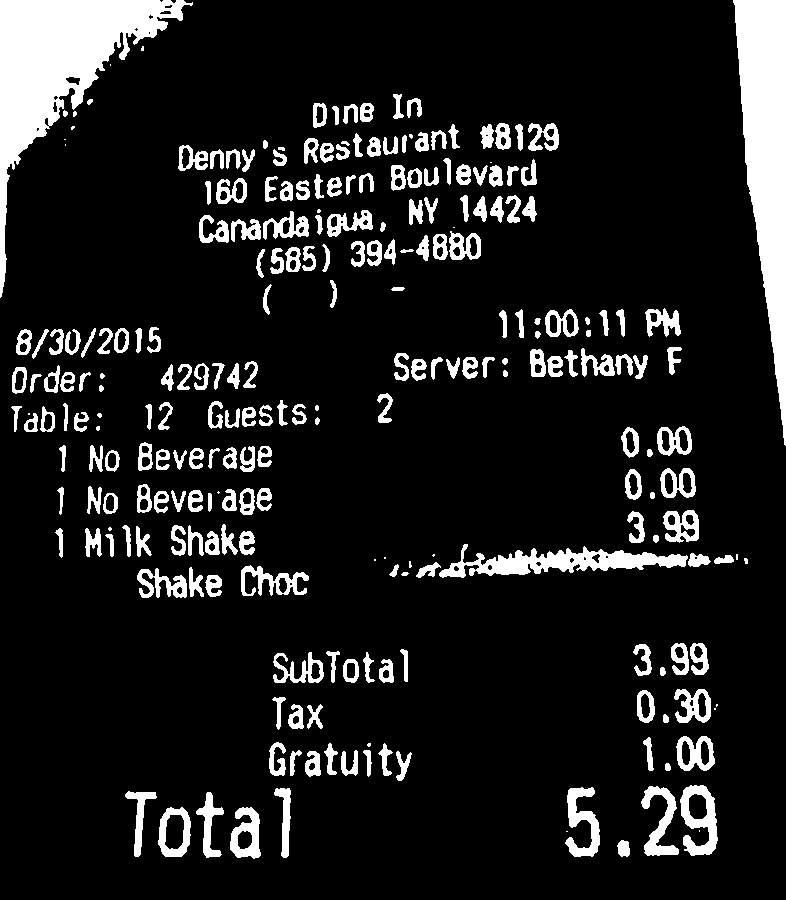 Dine In
Denny's Restaurant #8129
160 Eastern Boulevard
Canandaigua, NY 14424
(585) 394-4880
( ) -
8/30/2015 11:00:11 PM
Order: 429742 Server: Bethany F
Table: 12 Guests: 2
1 No Beverage 0.00
1 No Beverage 0.00
1 Milk Shake 3.99
Shake Choc
SubTotal 3.99
Tax 0.30
Gratuity 1.00
Total 5.29